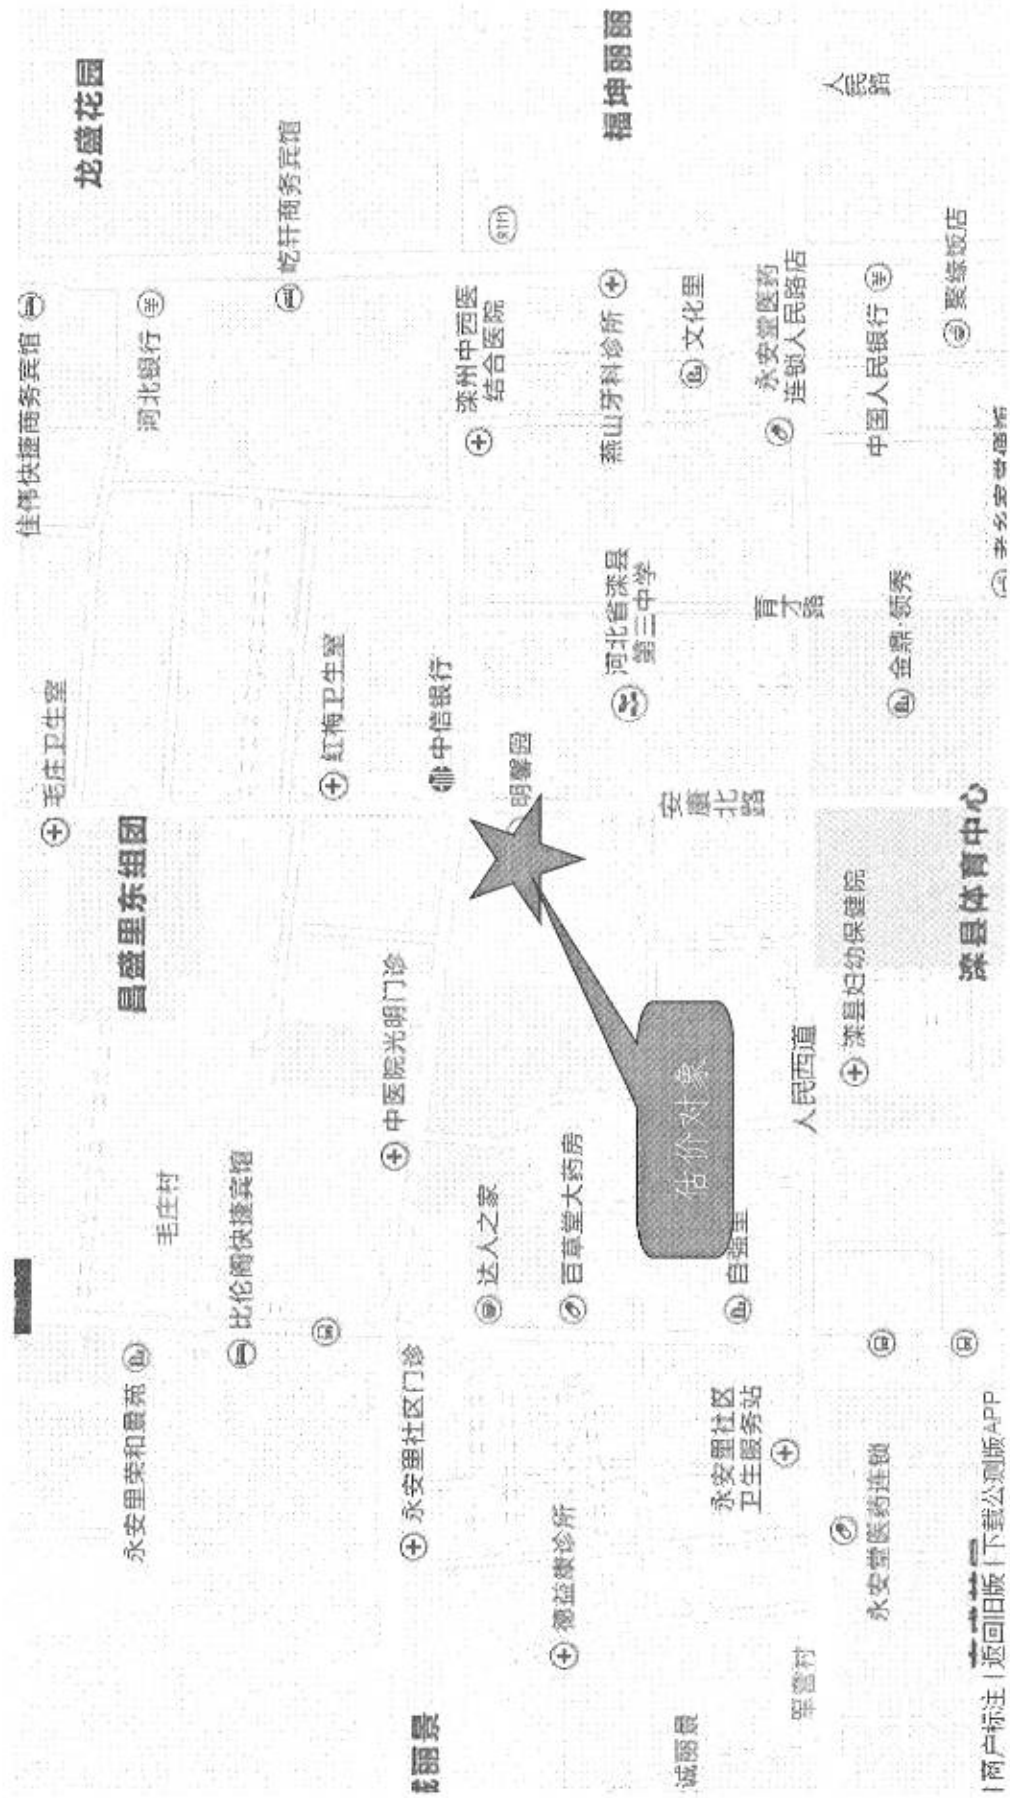 佳伟快捷商务宾馆
龙盛花园
毛庄卫生室
河北银行
昌盛里东组团
毛庄村
永安里荣和景苑
屹轩商务宾馆
红梅卫生室
比伦阁快捷宾馆
中医院光明门诊
中信银行
永安里社区门诊
丽景
滦州中西医
结合医院
明馨园
达人之家
百草堂大药房
德益康诊所
福坤丽
燕山牙科诊所
河北省滦县
第三中学
文化里
安康北路
估价对象
自强里
诚丽景
永安里社区
卫生服务站
永安堂医药
连锁人民路店
育才路
人民西道
军营村
人民路
中国人民银行
金鼎·领秀
滦县妇幼保健院
永安堂医药连锁
聚缘饭店
滦县体育中心
| 商户标注 | 返回旧版 | 下载公测版APP